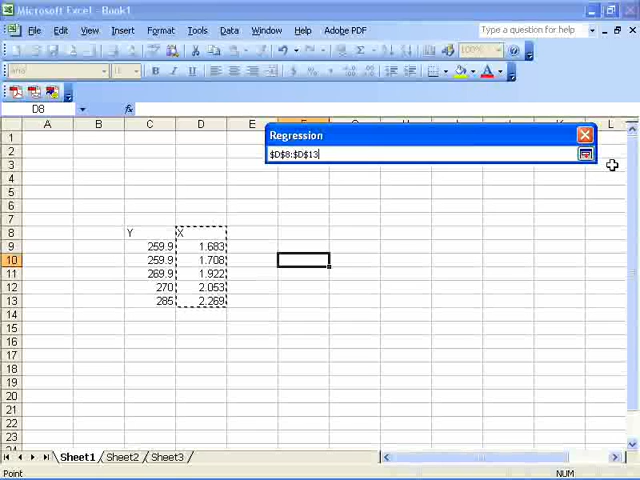 Microsoft Excel - Book1
File Edit View Insert Format Tools Data Window Help Adobe PDF
Type a question for help
Arial
B I U
100%
$ %
D8 fx
A B C D E F G H I J K L
Regression
$D$8:$D$13
1
2
3
4
5
6
7
8 Y X
9 259.9 1.683
10 259.9 1.708
11 269.9 1.922
12 270 2.053
13 285 2.269
14
15
16
17
18
19
20
21
22
23
Sheet1 Sheet2 Sheet3
Point NUM